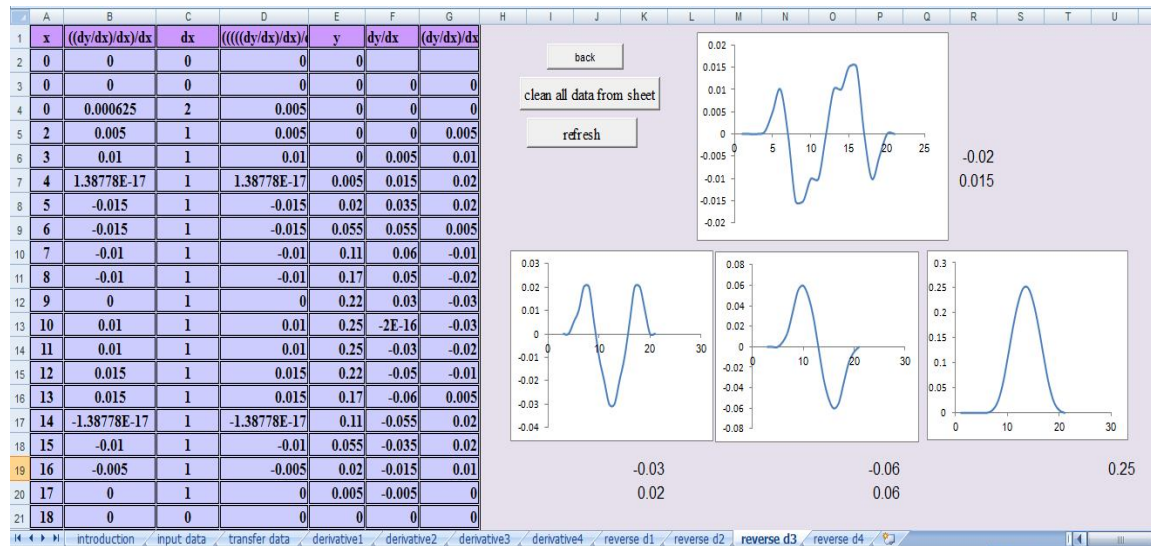 A B C D E F G H I J K L M N O P Q R S T U
1 x ((dy/dx)/dx)/dx dx (((((dy/dx)/dx)/d y dy/dx (dy/dx)/dx
2 0 0 0 0 0
3 0 0 0 0 0 0 0
4 0 0.000625 2 0.005 0 0 0
5 2 0.005 1 0.005 0 0 0.005
6 3 0.01 1 0.01 0 0.005 0.01
7 4 1.38778E-17 1 1.38778E-17 0.005 0.015 0.02
8 5 -0.015 1 -0.015 0.02 0.035 0.02
9 6 -0.015 1 -0.015 0.055 0.055 0.005
10 7 -0.01 1 -0.01 0.11 0.06 -0.01
11 8 -0.01 1 -0.01 0.17 0.05 -0.02
12 9 0 1 0 0.22 0.03 -0.03
13 10 0.01 1 0.01 0.25 -2E-16 -0.03
14 11 0.01 1 0.01 0.25 -0.03 -0.02
15 12 0.015 1 0.015 0.22 -0.05 -0.01
16 13 0.015 1 0.015 0.17 -0.06 0.005
17 14 -1.38778E-17 1 -1.38778E-17 0.11 -0.055 0.02
18 15 -0.01 1 -0.01 0.055 -0.035 0.02
19 16 -0.005 1 -0.005 0.02 -0.015 0.01
20 17 0 1 0 0.005 -0.005 0
21 18 0 0 0 0 0 0
back
clean all data from sheet
refresh
0.02
0.015
0.01
0.005
0
-0.005
-0.01
-0.015
-0.02
0 5 10 15 20 25
-0.02
0.015
0.03
0.02
0.01
0
-0.01
-0.02
-0.03
-0.04
0 10 20 30
0.08
0.06
0.04
0.02
0
-0.02
-0.04
-0.06
-0.08
0 10 20 30
0.3
0.25
0.2
0.15
0.1
0.05
0
0 10 20 30
-0.03 -0.06 0.25
0.02 0.06
introduction input data transfer data derivative1 derivative2 derivative3 derivative4 reverse d1 reverse d2 reverse d3 reverse d4